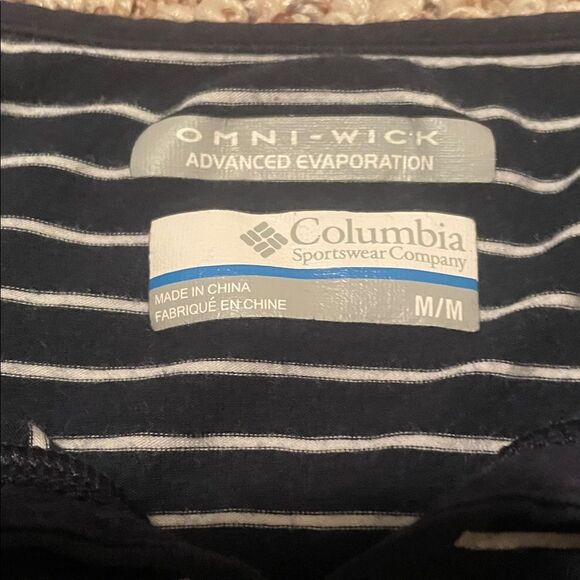 OMNI-WICK
ADVANCED EVAPORATION
Columbia
Sportswear Company
MADE IN CHINA
FABRIQUÉ EN CHINE
M/M